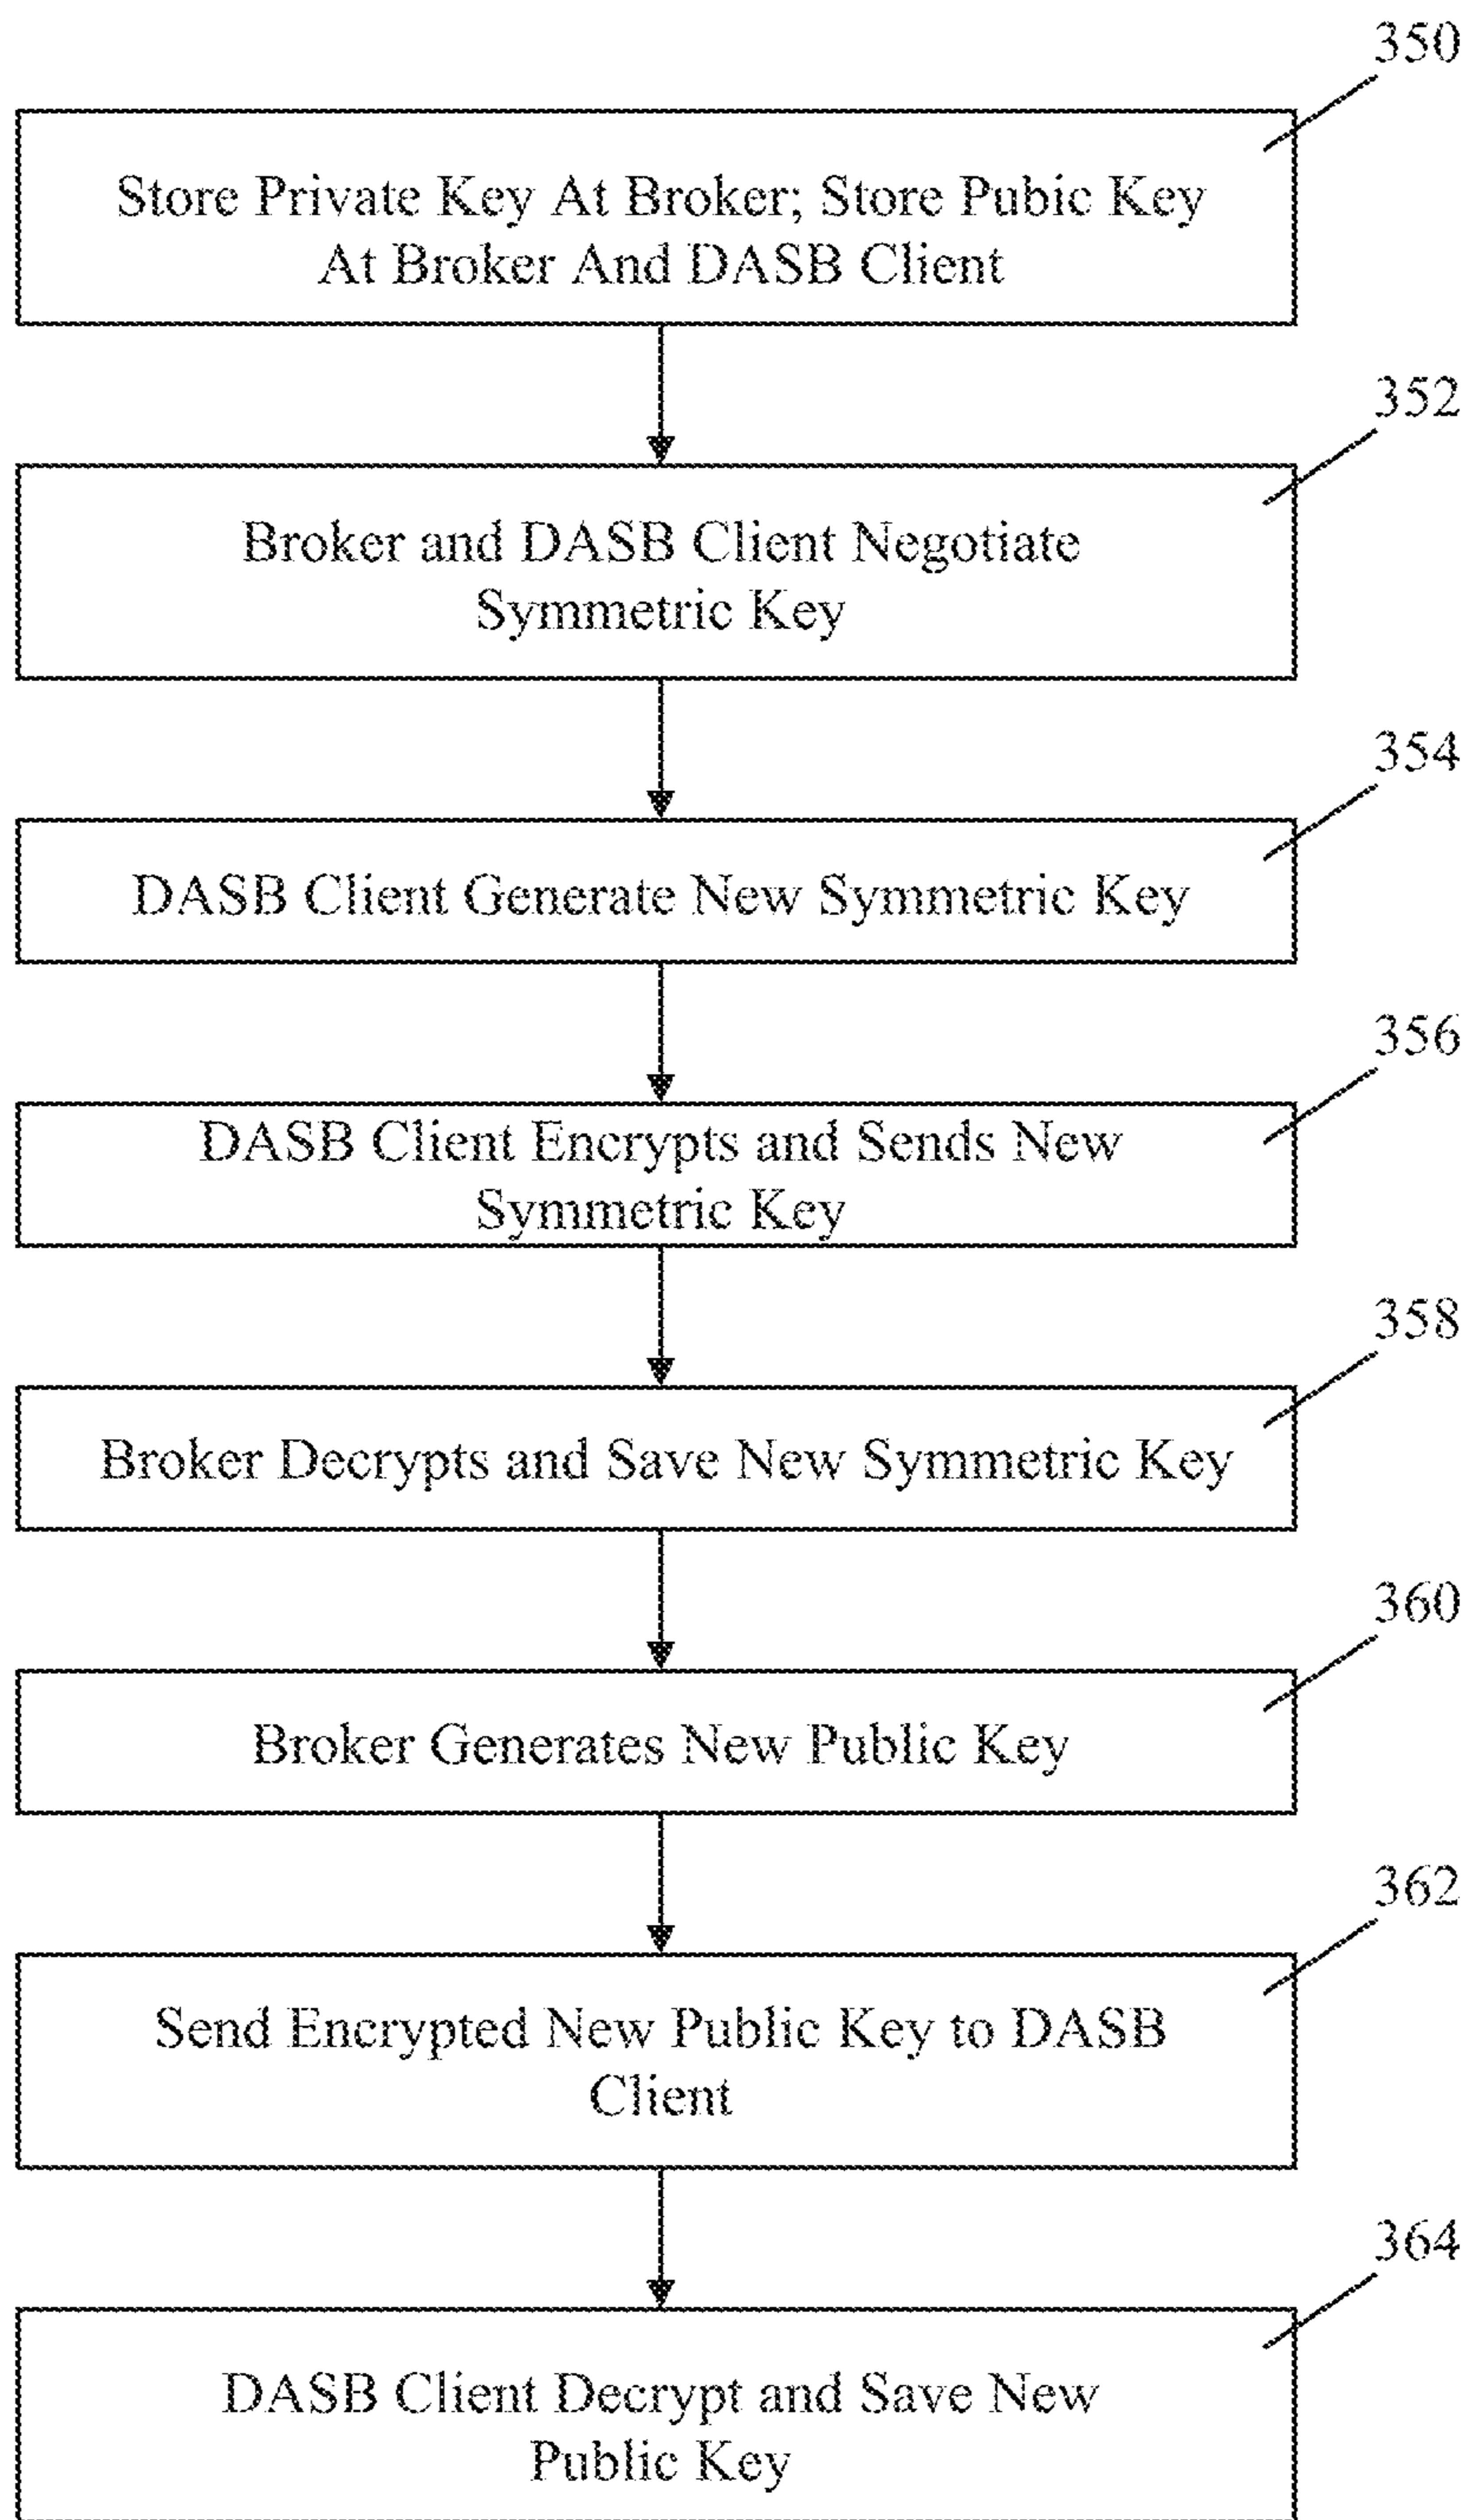 350
Store Private Key At Broker; Store Pubic Key
At Broker And DASB Client
352
Broker and DASB Client Negotiate
Symmetric Key
354
DASB Client Generate New Symmetric Key
356
DASB Client Encrypts and Sends New
Symmetric Key
358
Broker Decrypts and Save New Symmetric Key
360
Broker Generates New Public Key
362
Send Encrypted New Public Key to DASB
Client
364
DASB Client Decrypt and Save New
Public Key